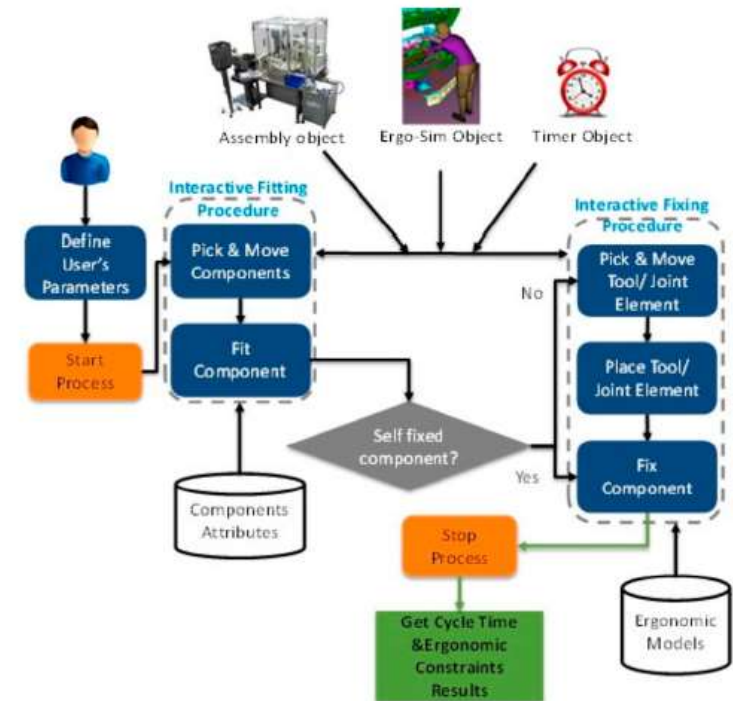 Assembly object
Ergo-Sim Object
Timer Object
Interactive Fitting
Procedure
Interactive Fixing
Procedure
Define
User's
Parameters
Pick & Move
Components
Pick & Move
Tool/ Joint
Element
No
Start
Process
Fit
Component
Place Tool/
Joint Element
Self fixed
component?
Yes
Fix
Component
Components
Attributes
Stop
Process
Get Cycle Time
&Ergonomic
Constraints
Results
Ergonomic
Models